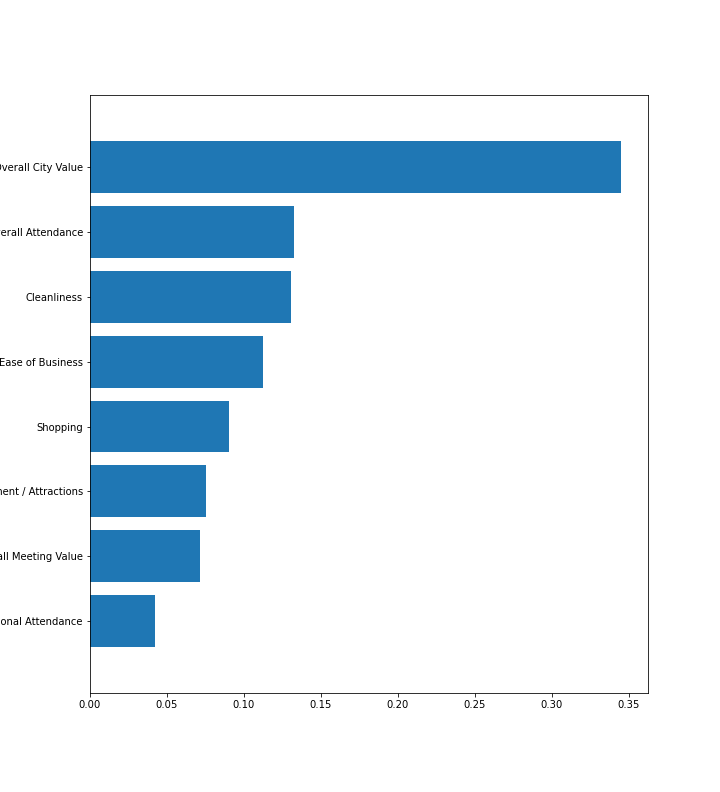 Overall City Value
erall Attendance
Cleanliness
Ease of Business
Shopping
nent / Attractions
all Meeting Value
onal Attendance
0.00 0.05 0.10 0.15 0.20 0.25 0.30 0.35